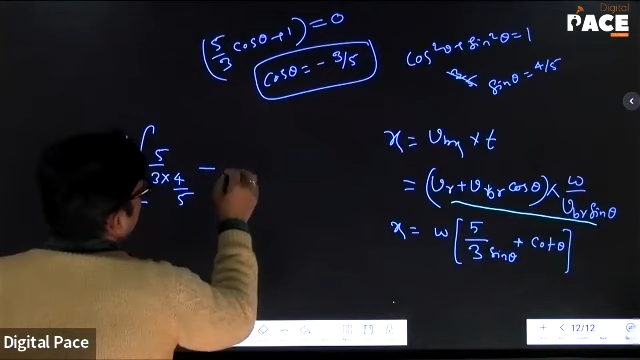 (5/3 cosθ + 1) = 0
cosθ = - 3/5
cos²θ + sin²θ = 1
sinθ = 4/5
x = v_bx × t
= (v_r + v_br cosθ) × w / v_br sinθ
x = w [5 / 3 sinθ + cotθ]
5 / 3 × 4/5 -
Digital
PACE
Digital Pace
12/12